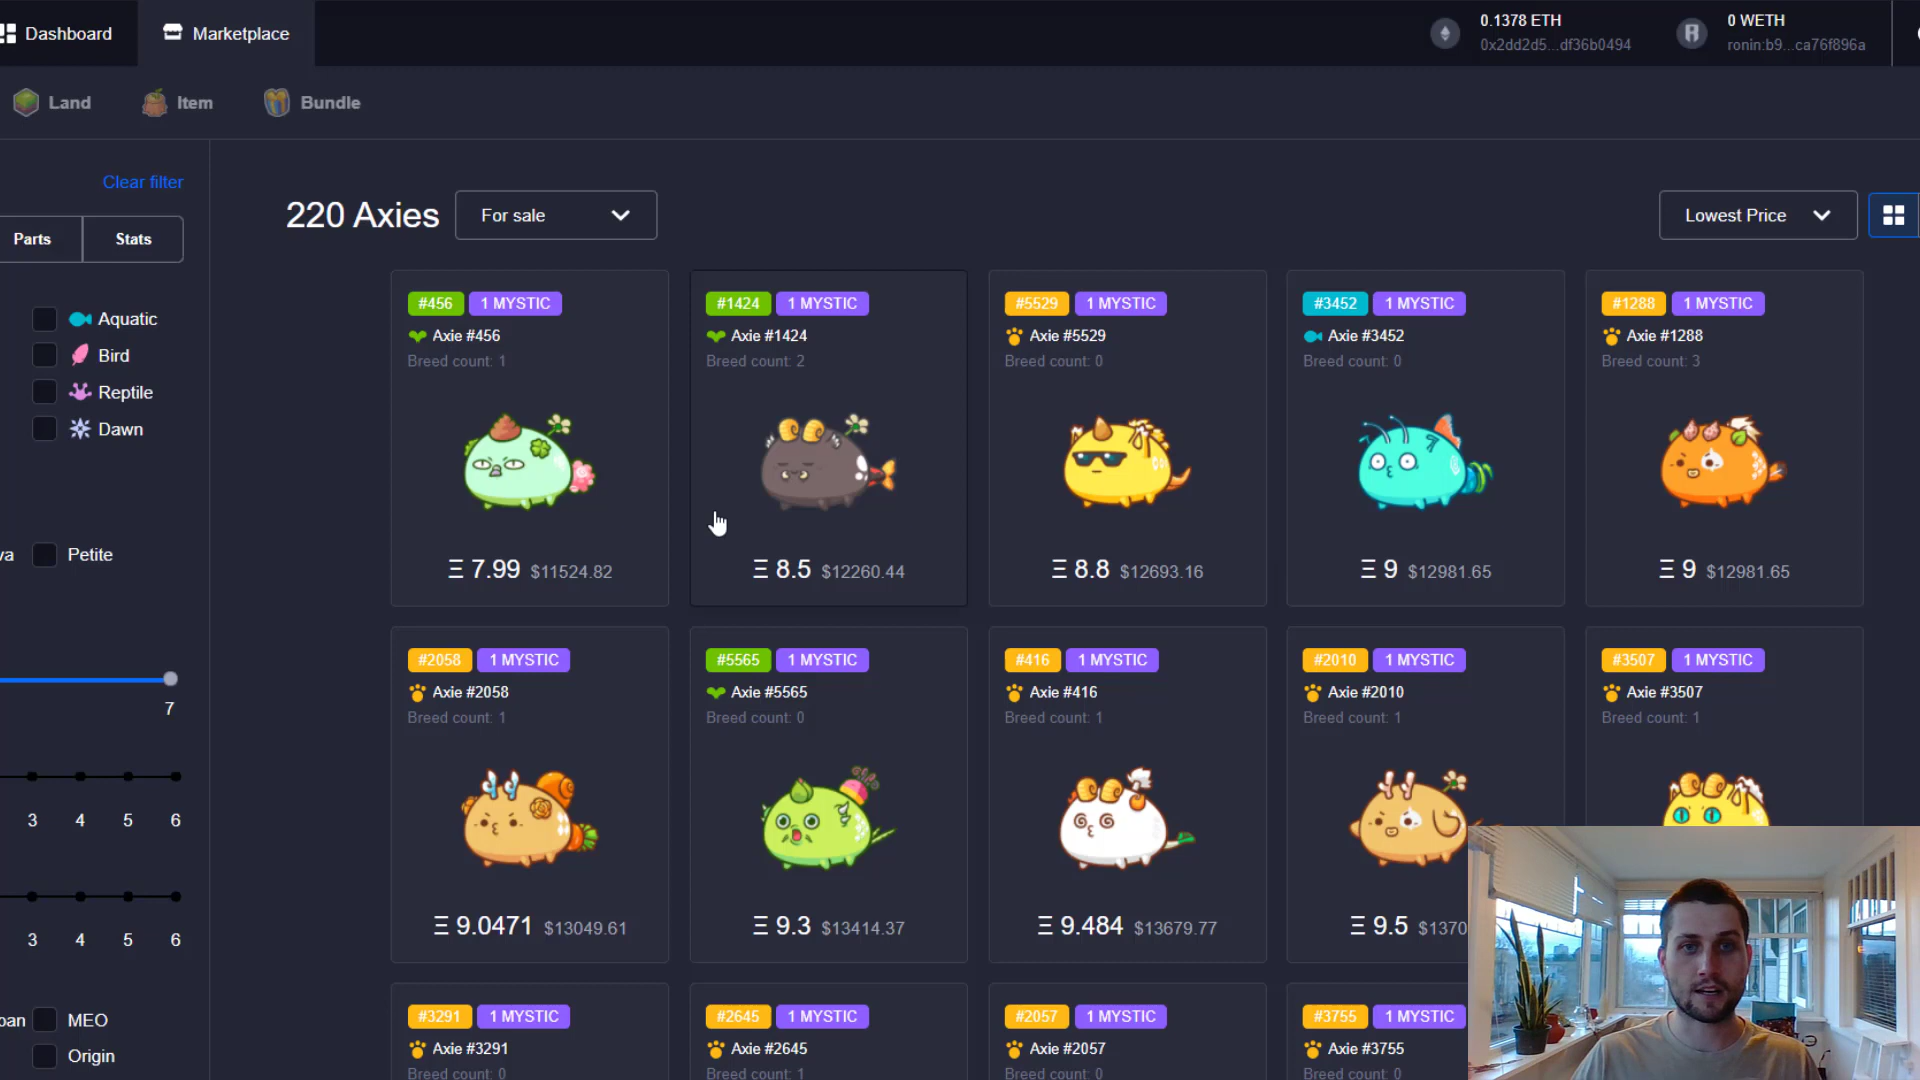 Dashboard
Marketplace
0.1378 ETH
0x2dd2d5...df36b0494
0 WETH
ronin:b9...ca76f896a
Land
Item
Bundle
Clear filter
Parts
Stats
220 Axies
For sale
Lowest Price
Aquatic
Bird
Reptile
Dawn
va
Petite
7
3 4 5 6
3 4 5 6
pan
MEO
Origin
#456 1 MYSTIC
Axie #456
Breed count: 1
Ξ 7.99 $11524.82
#1424 1 MYSTIC
Axie #1424
Breed count: 2
Ξ 8.5 $12260.44
#5529 1 MYSTIC
Axie #5529
Breed count: 0
Ξ 8.8 $12693.16
#3452 1 MYSTIC
Axie #3452
Breed count: 0
Ξ 9 $12981.65
#1288 1 MYSTIC
Axie #1288
Breed count: 3
Ξ 9 $12981.65
#2058 1 MYSTIC
Axie #2058
Breed count: 1
Ξ 9.0471 $13049.61
#5565 1 MYSTIC
Axie #5565
Breed count: 0
Ξ 9.3 $13414.37
#416 1 MYSTIC
Axie #416
Breed count: 1
Ξ 9.484 $13679.77
#2010 1 MYSTIC
Axie #2010
Breed count: 1
Ξ 9.5 $1370
#3507 1 MYSTIC
Axie #3507
Breed count: 1
#3291 1 MYSTIC
Axie #3291
Breed count: 0
#2645 1 MYSTIC
Axie #2645
Breed count: 1
#2057 1 MYSTIC
Axie #2057
Breed count: 0
#3755 1 MYSTIC
Axie #3755
Breed count: 0